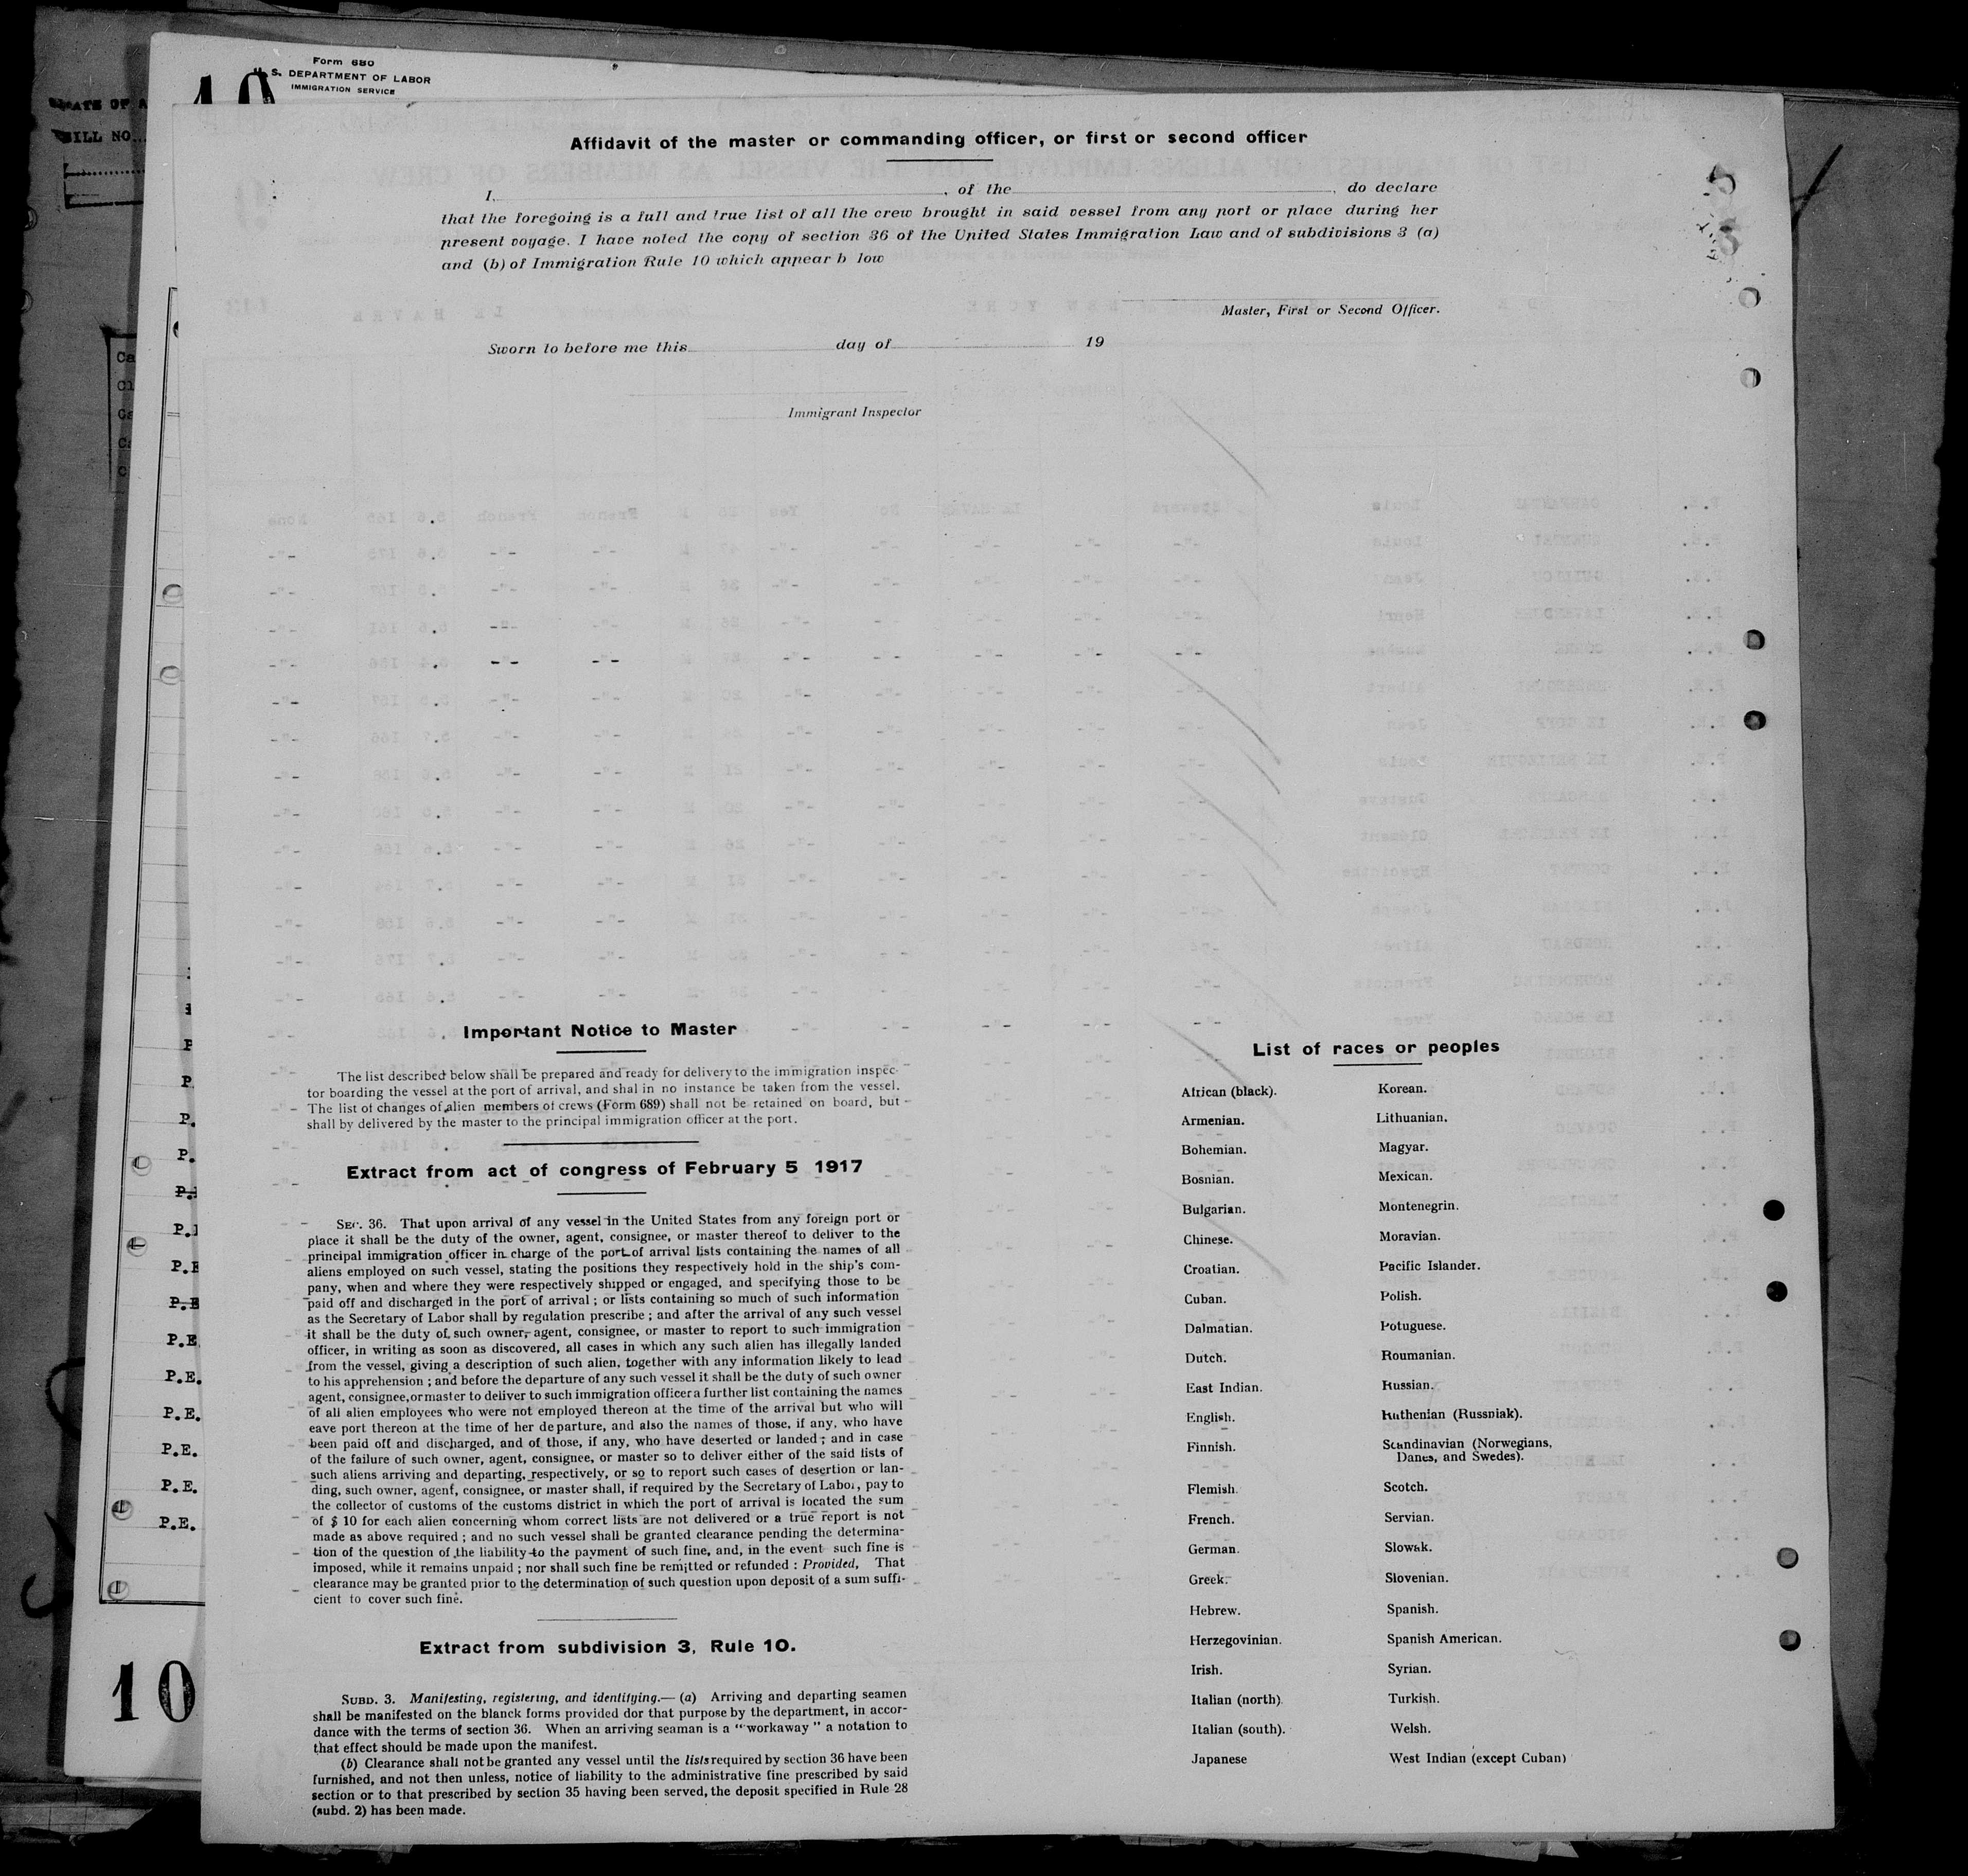 Form 680
S. DEPARTMENT OF LABOR
IMMIGRATION SERVICE
BILL NO.
Affidavit of the master or commanding officer, or first or second officer
I, , of the , do declare
that the foregoing is a full and true list of all the crew brought in said vessel from any port or place during her
present voyage. I have noted the copy of section 36 of the United States Immigration Law and of subdivisions 3 (a)
and (b) of Immigration Rule 10 which appear b low
Master, First or Second Officer.
Sworn to before me this day of 19
Immigrant Inspector
Important Notice to Master
The list described below shall be prepared and ready for delivery to the immigration inspec-
tor boarding the vessel at the port of arrival, and shal in no instance be taken from the vessel.
The list of changes of alien members of crews (Form 689) shall not be retained on board, but
shall by delivered by the master to the principal immigration officer at the port.
Extract from act of congress of February 5 1917
SEC. 36. That upon arrival of any vessel in the United States from any foreign port or
place it shall be the duty of the owner, agent, consignee, or master thereof to deliver to the
principal immigration officer in charge of the port of arrival lists containing the names of all
aliens employed on such vessel, stating the positions they respectively hold in the ship's com-
pany, when and where they were respectively shipped or engaged, and specifying those to be
paid off and discharged in the port of arrival ; or lists containing so much of such information
as the Secretary of Labor shall by regulation prescribe ; and after the arrival of any such vessel
it shall be the duty of such owner, agent, consignee, or master to report to such immigration
officer, in writing as soon as discovered, all cases in which any such alien has illegally landed
from the vessel, giving a description of such alien, together with any information likely to lead
to his apprehension ; and before the departure of any such vessel it shall be the duty of such owner
agent, consignee, or master to deliver to such immigration officer a further list containing the names
of all alien employees who were not employed thereon at the time of the arrival but who will
eave port thereon at the time of her departure, and also the names of those, if any, who have
been paid off and discharged, and of those, if any, who have deserted or landed ; and in case
of the failure of such owner, agent, consignee, or master so to deliver either of the said lists of
such aliens arriving and departing, respectively, or so to report such cases of desertion or lan-
ding, such owner, agent, consignee, or master shall, if required by the Secretary of Labor, pay to
the collector of customs of the customs district in which the port of arrival is located the sum
of $ 10 for each alien concerning whom correct lists are not delivered or a true report is not
made as above required ; and no such vessel shall be granted clearance pending the determina-
tion of the question of the liability to the payment of such fine, and, in the event such fine is
imposed, while it remains unpaid ; nor shall such fine be remitted or refunded : Provided, That
clearance may be granted prior to the determination of such question upon deposit of a sum suffi-
cient to cover such fine.
Extract from subdivision 3, Rule 10.
SUBD. 3. Manifesting, registering, and identifying.— (a) Arriving and departing seamen
shall be manifested on the blanck forms provided dor that purpose by the department, in accor-
dance with the terms of section 36. When an arriving seaman is a “workaway” a notation to
that effect should be made upon the manifest.
(b) Clearance shall not be granted any vessel until the lists required by section 36 have been
furnished, and not then unless, notice of liability to the administrative fine prescribed by said
section or to that prescribed by section 35 having been served, the deposit specified in Rule 28
(subd. 2) has been made.
List of races or peoples
African (black).
Armenian.
Bohemian.
Bosnian.
Bulgarian.
Chinese.
Croatian.
Cuban.
Dalmatian.
Dutch.
East Indian.
English.
Finnish.
Flemish.
French.
German.
Greek.
Hebrew.
Herzegovinian.
Irish.
Italian (north).
Italian (south).
Japanese
Korean.
Lithuanian.
Magyar.
Mexican.
Montenegrin.
Moravian.
Pacific Islander.
Polish.
Potuguese.
Roumanian.
Russian.
Ruthenian (Russniak).
Scandinavian (Norwegians,
Danes, and Swedes).
Scotch.
Servian.
Slowak.
Slovenian.
Spanish.
Spanish American.
Syrian.
Turkish.
Welsh.
West Indian (except Cuban)
P.
P.
P.
P.E.
P.E.
P.E.
P.E.
P.E.
10